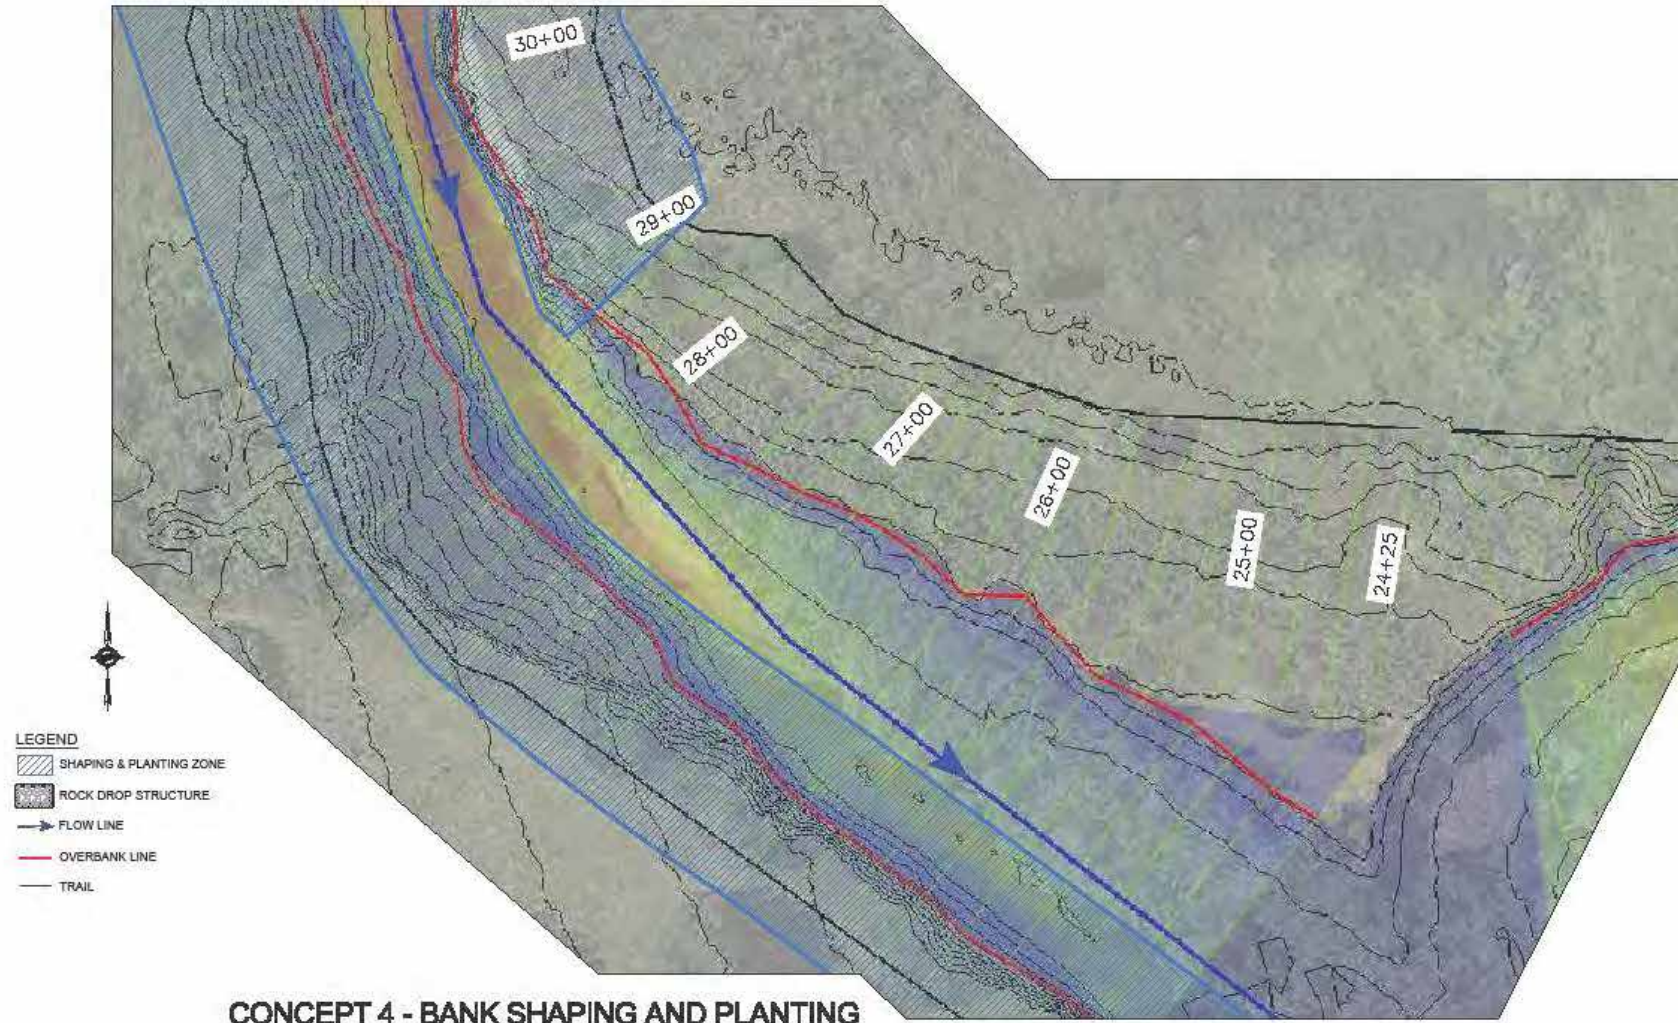 30+00
29+00
28+00
27+00
26+00
25+00
24+25
LEGEND
SHAPING & PLANTING ZONE
ROCK DROP STRUCTURE
FLOW LINE
OVERBANK LINE
TRAIL
CONCEPT 4 - BANK SHAPING AND PLANTING